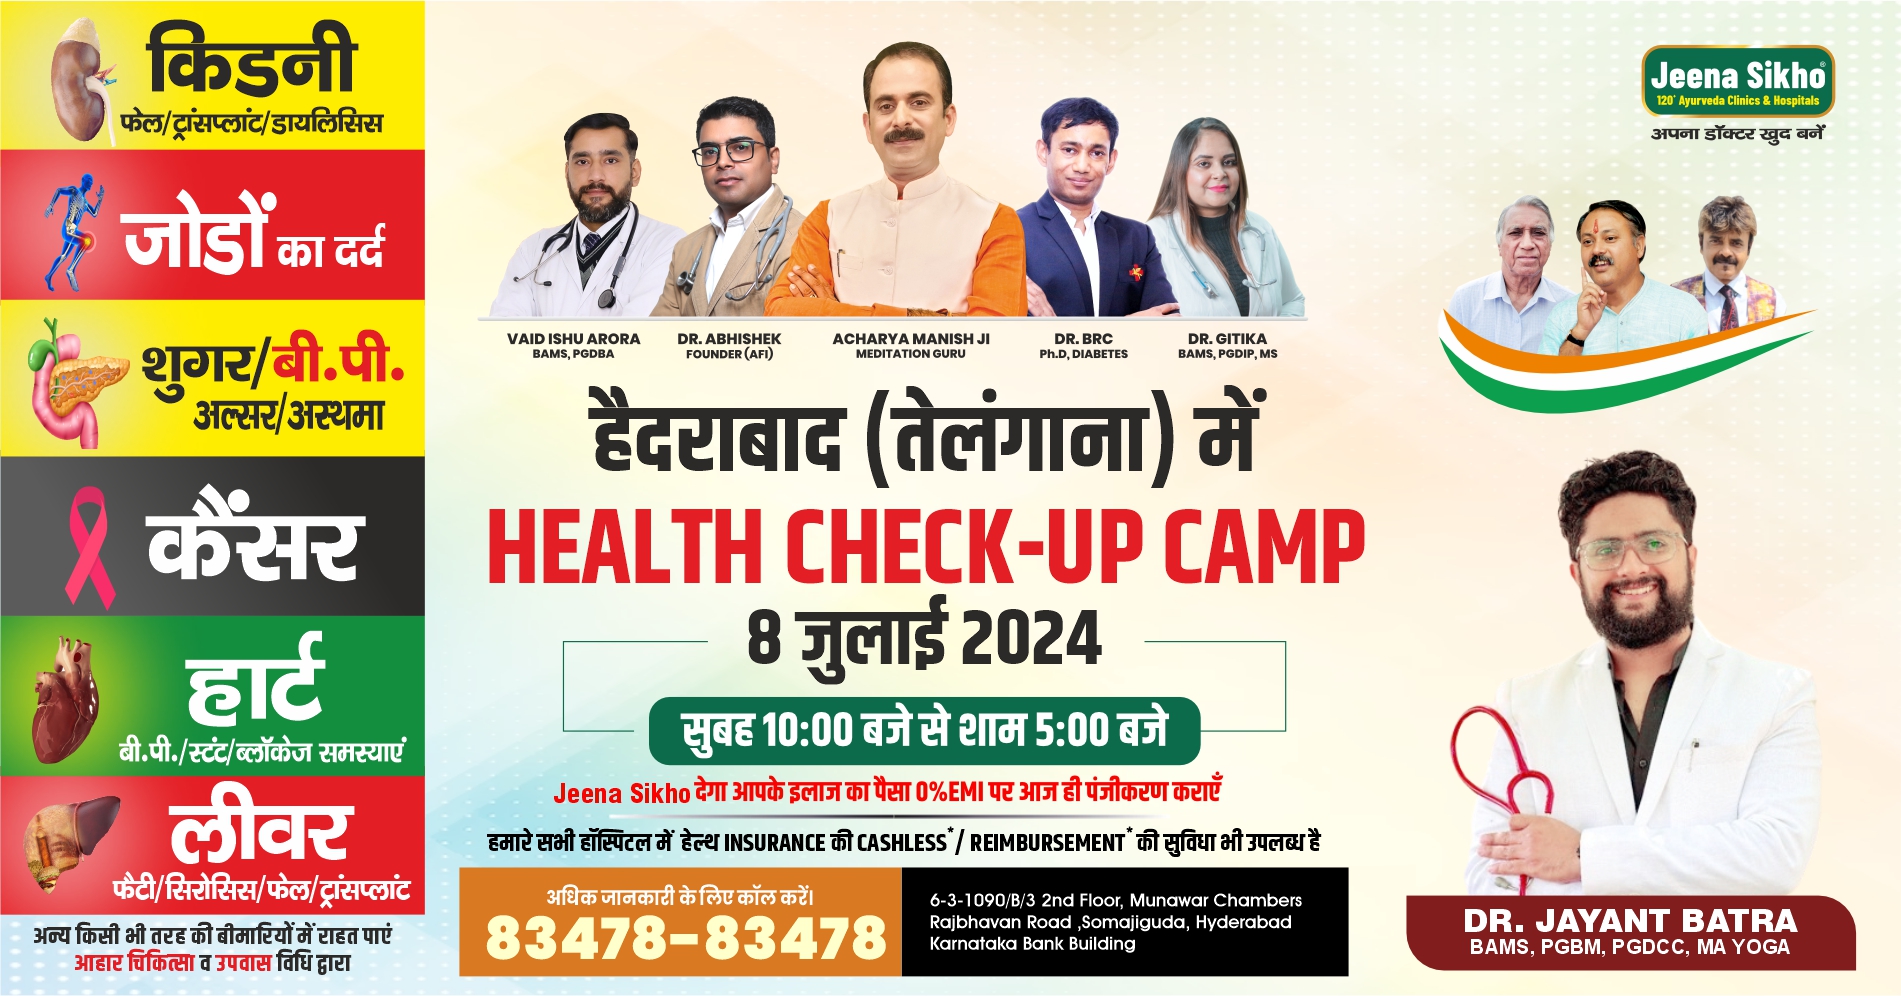 किडनी
फेल/ट्रांसप्लांट/डायलिसिस
जोडों का दर्द
शुगर/बी.पी.
अल्सर/अस्थमा
कैंसर
हार्ट
बी.पी./स्टंट/ब्लॉकेज समस्याएं
लीवर
फैटी/सिरोसिस/फेल/ट्रांसप्लांट
अन्य किसी भी तरह की बीमारियों में राहत पाएं
आहार चिकित्सा व उपवास विधि द्वारा
VAID ISHU ARORA
BAMS, PGDBA
DR. ABHISHEK
FOUNDER (AFI)
ACHARYA MANISH JI
MEDITATION GURU
DR. BRC
Ph.D, DIABETES
DR. GITIKA
BAMS, PGDIP, MS
हैदराबाद (तेलंगाना) में
HEALTH CHECK-UP CAMP
8 जुलाई 2024
सुबह 10:00 बजे से शाम 5:00 बजे
Jeena Sikho देगा आपके इलाज का पैसा 0%EMI पर आज ही पंजीकरण कराएँ
हमारे सभी हॉस्पिटल में हेल्थ INSURANCE की CASHLESS*/ REIMBURSEMENT* की सुविधा भी उपलब्ध है
अधिक जानकारी के लिए कॉल करें।
83478-83478
6-3-1090/B/3 2nd Floor, Munawar Chambers
Rajbhavan Road ,Somajiguda, Hyderabad
Karnataka Bank Building
Jeena Sikho®
120+ Ayurveda Clinics & Hospitals
अपना डॉक्टर खुद बनें
DR. JAYANT BATRA
BAMS, PGBM, PGDCC, MA YOGA